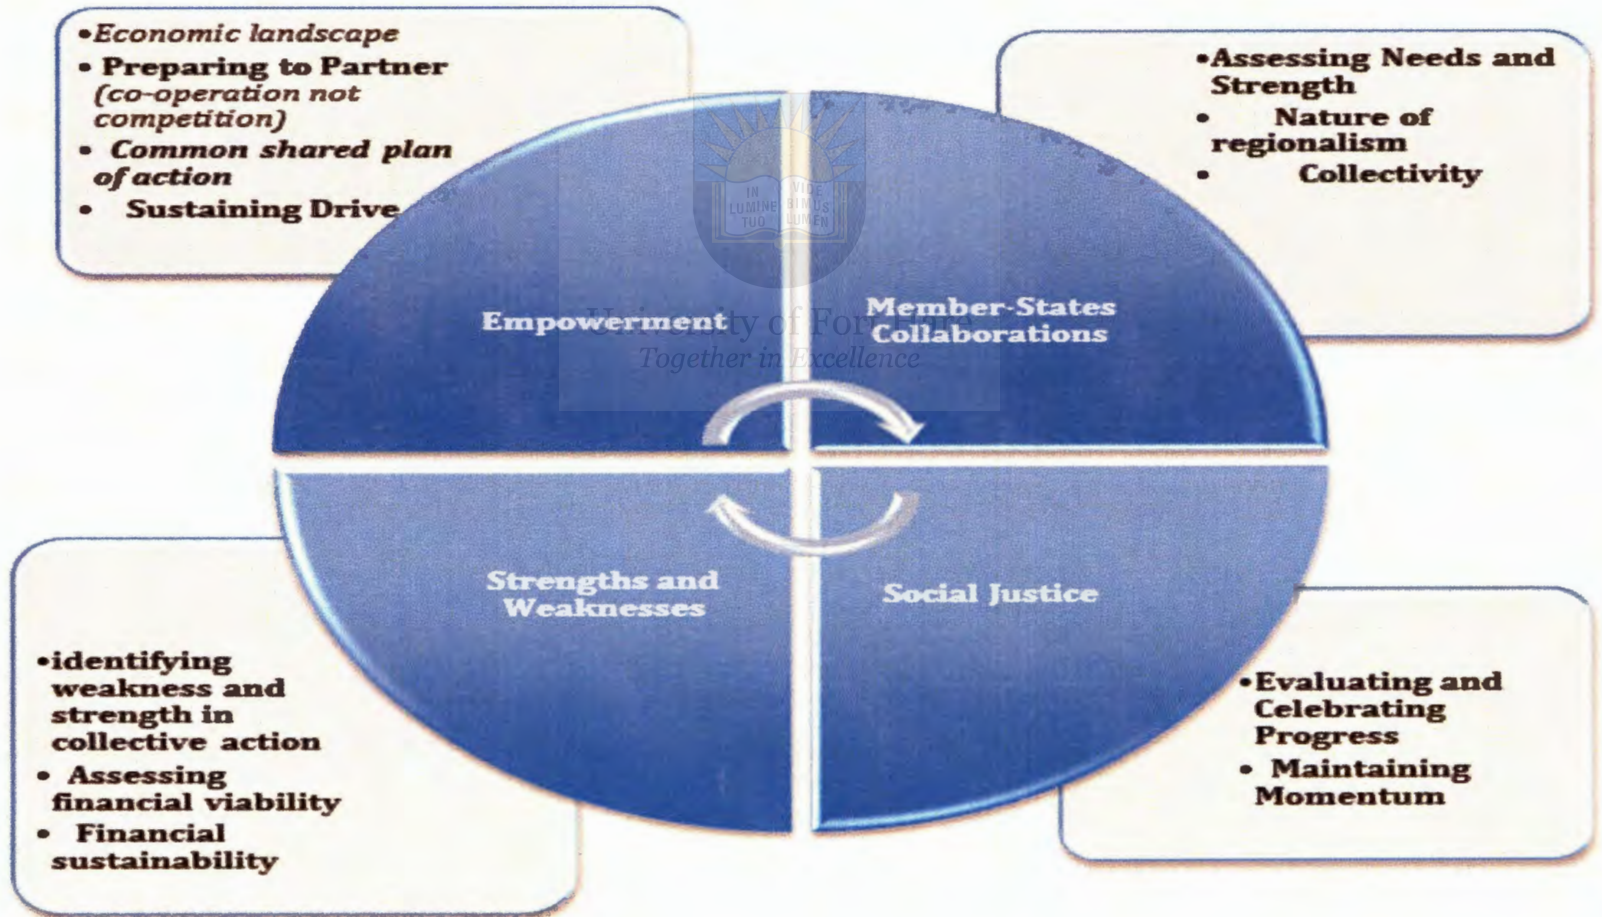 •Economic landscape
• Preparing to Partner
(co-operation not
competition)
• Common shared plan
of action
• Sustaining Drive
•Assessing Needs and
Strength
• Nature of
regionalism
• Collectivity
IN
LUMINE
TUO
VIDE
BIMUS
LUMEN
Empowerment
Member-States
Collaborations
University of Fort Hare
Together in Excellence
Strengths and
Weaknesses
Social Justice
•identifying
weakness and
strength in
collective action
• Assessing
financial viability
• Financial
sustainability
•Evaluating and
Celebrating
Progress
• Maintaining
Momentum